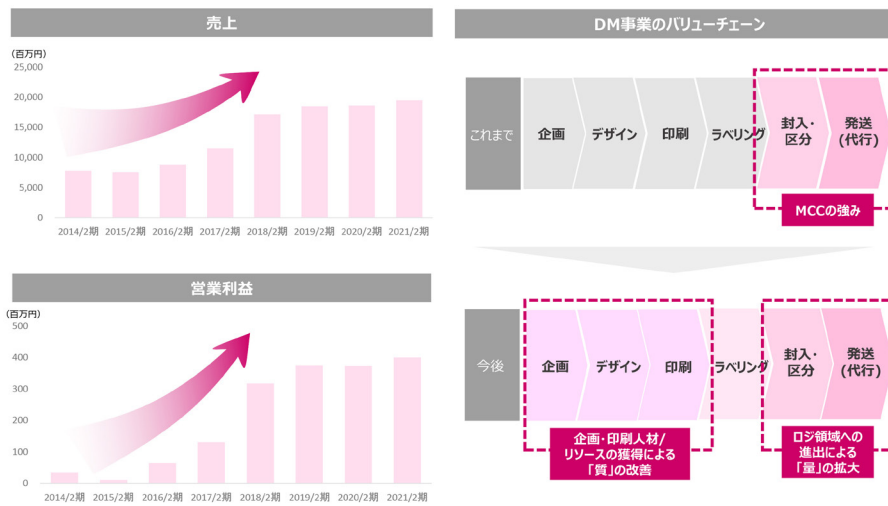 売上
(百万円)
25,000
20,000
15,000
10,000
5,000
0
2014/2期 2015/2期 2016/2期 2017/2期 2018/2期 2019/2期 2020/2期 2021/2期
営業利益
(百万円)
500
400
300
200
100
0
2014/2期 2015/2期 2016/2期 2017/2期 2018/2期 2019/2期 2020/2期 2021/2期
DM事業のバリューチェーン
これまで
企画
デザイン
印刷
ラベリング
封入・
区分
発送
(代行)
MCCの強み
今後
企画
デザイン
印刷
ラベリング
封入・
区分
発送
(代行)
企画・印刷人材/
リソースの獲得による
「質」の改善
ロジ領域への
進出による
「量」の拡大